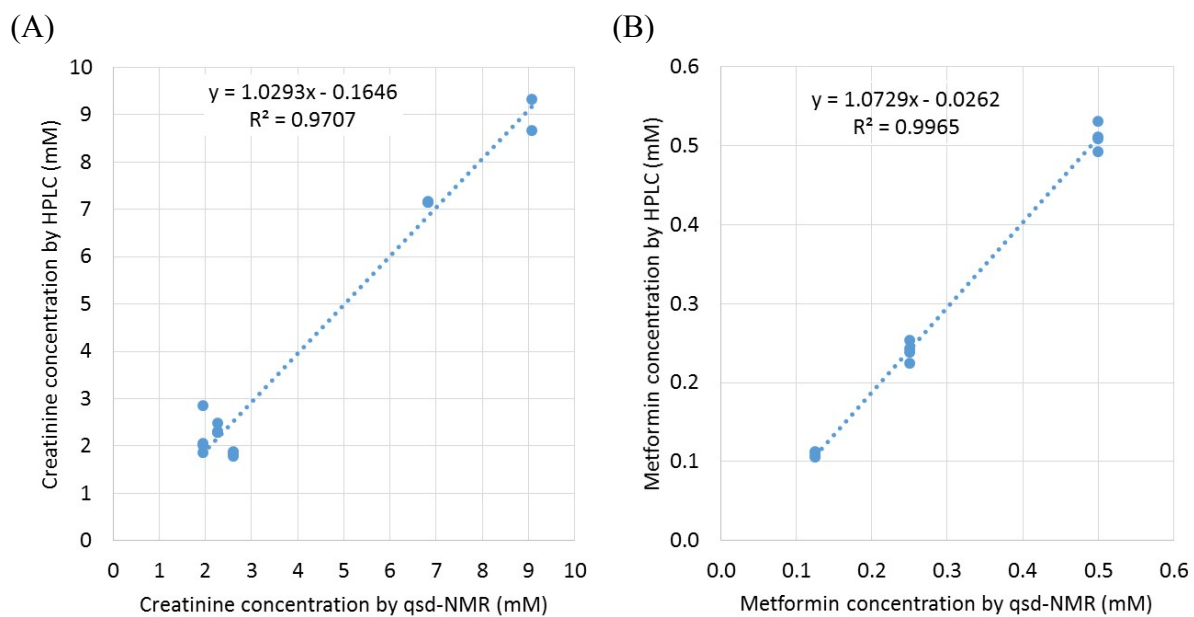 (A)
y = 1.0293x - 0.1646
R² = 0.9707
Creatinine concentration by HPLC (mM)
10
9
8
7
6
5
4
3
2
1
0
0 1 2 3 4 5 6 7 8 9 10
Creatinine concentration by qsd-NMR (mM)
(B)
y = 1.0729x - 0.0262
R² = 0.9965
Metformin concentration by HPLC (mM)
0.6
0.5
0.4
0.3
0.2
0.1
0.0
0.0 0.1 0.2 0.3 0.4 0.5 0.6
Metformin concentration by qsd-NMR (mM)